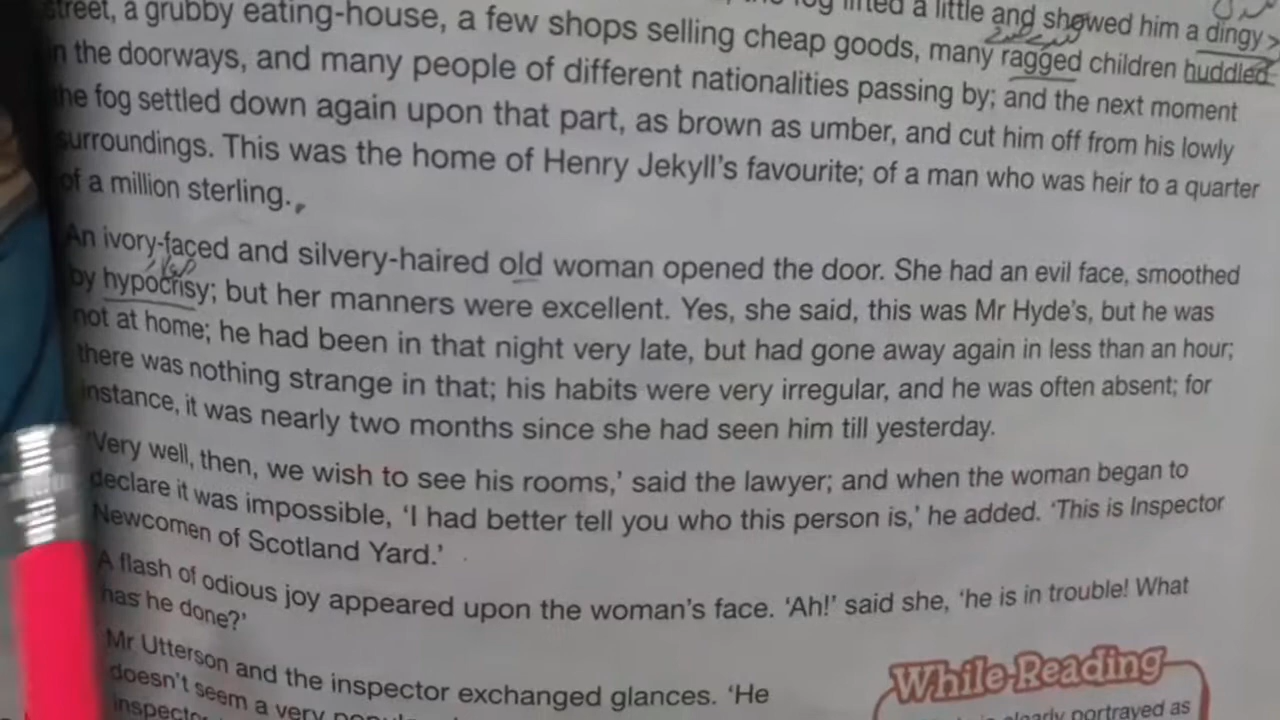 fog lifted a little and showed him a dingy
street, a grubby eating-house, a few shops selling cheap goods, many ragged children huddled
in the doorways, and many people of different nationalities passing by; and the next moment
the fog settled down again upon that part, as brown as umber, and cut him off from his lowly
surroundings. This was the home of Henry Jekyll's favourite; of a man who was heir to a quarter
of a million sterling.
An ivory-faced and silvery-haired old woman opened the door. She had an evil face, smoothed
by hypocrisy; but her manners were excellent. Yes, she said, this was Mr Hyde's, but he was
not at home; he had been in that night very late, but had gone away again in less than an hour;
there was nothing strange in that; his habits were very irregular, and he was often absent; for
instance, it was nearly two months since she had seen him till yesterday.
'Very well, then, we wish to see his rooms,' said the lawyer; and when the woman began to
declare it was impossible, 'I had better tell you who this person is,' he added. 'This is Inspector
Newcomen of Scotland Yard.'
A flash of odious joy appeared upon the woman's face. 'Ah!' said she, 'he is in trouble! What
has he done?'
Mr Utterson and the inspector exchanged glances. 'He
doesn't seem a very
While-Reading
portrayed as